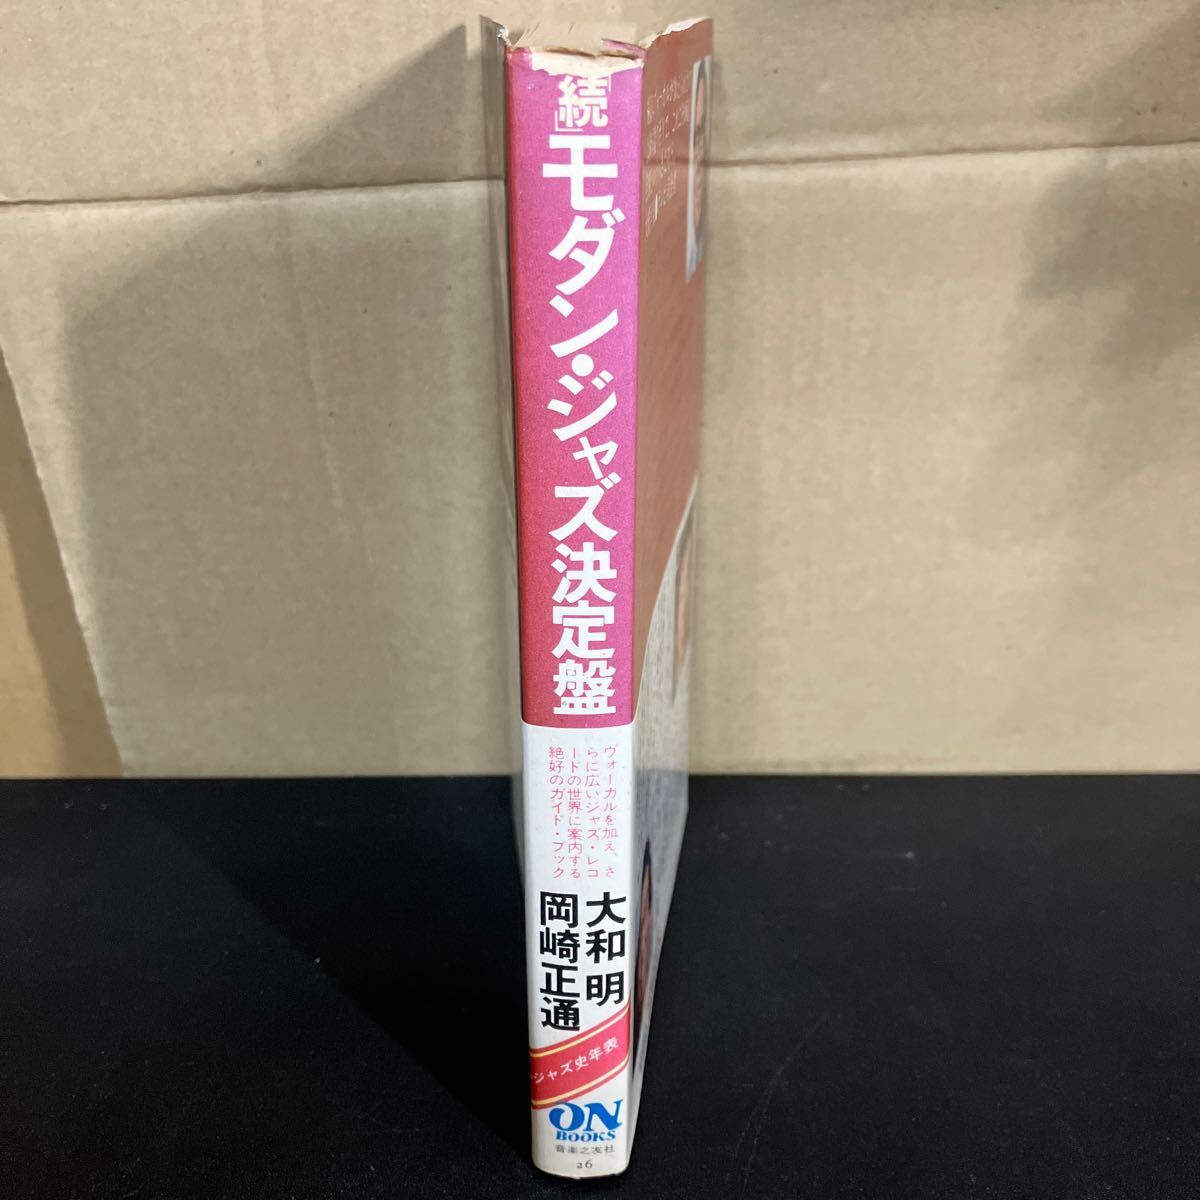 「続」モダン・ジャズ決定盤
ヴォーカルを加え、さ
らに広いジャズ・レコ
ードの世界に案内する
絶好のガイド・ブック
大和 明
岡崎正通
ジャズ史年表
ON
BOOKS
音楽之友社
26